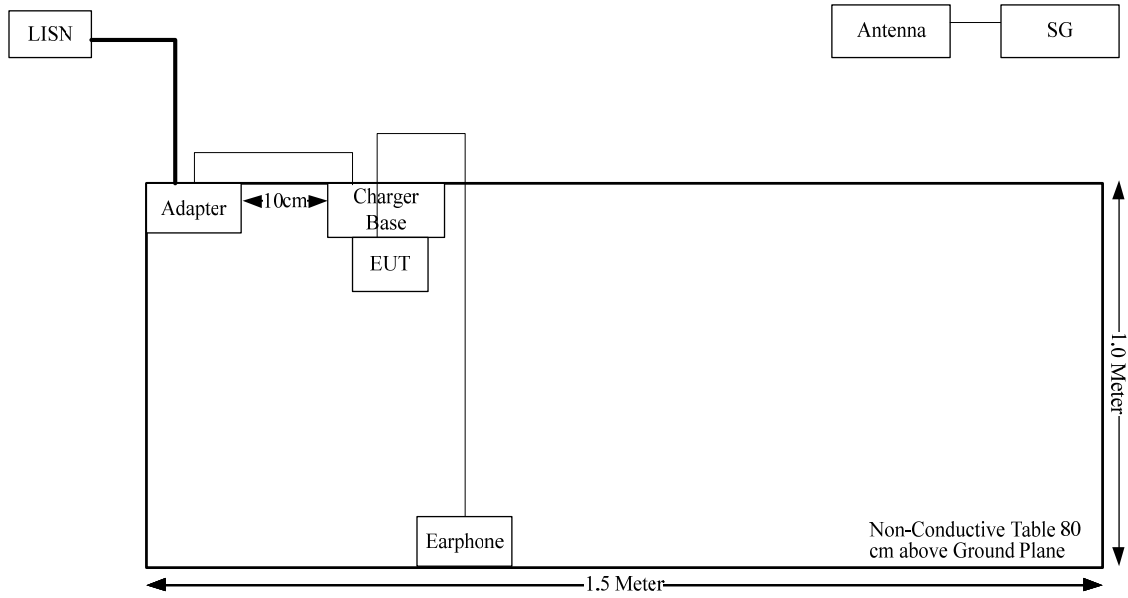 LISN
Antenna
SG
Adapter
10cm
Charger
Base
EUT
1.0 Meter
Earphone
Non-Conductive Table 80
cm above Ground Plane
1.5 Meter